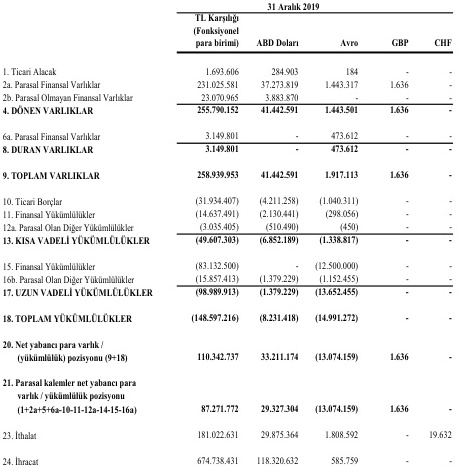 31 Aralık 2019
TL Karşılığı
(Fonksiyonel
para birimi) ABD Doları Avro GBP CHF
1. Ticari Alacak 1.693.606 284.903 184 - -
2a. Parasal Finansal Varlıklar 231.025.581 37.273.819 1.443.317 1.636 -
2b. Parasal Olmayan Finansal Varlıklar 23.070.965 3.883.870 - - -
4. DÖNEN VARLIKLAR 255.790.152 41.442.591 1.443.501 1.636 -
6a. Parasal Finansal Varlıklar 3.149.801 - 473.612 - -
8. DURAN VARLIKLAR 3.149.801 - 473.612 - -
9. TOPLAM VARLIKLAR 258.939.953 41.442.591 1.917.113 1.636 -
10. Ticari Borçlar (31.934.407) (4.211.258) (1.040.311) - -
11. Finansal Yükümlülükler (14.637.491) (2.130.441) (298.056) - -
12a. Parasal Olan Diğer Yükümlülükler (3.035.405) (510.490) (450) - -
13. KISA VADELİ YÜKÜMLÜLÜKLER (49.607.303) (6.852.189) (1.338.817) - -
15. Finansal Yükümlülükler (83.132.500) - (12.500.000) - -
16b. Parasal Olan Diğer Yükümlülükler (15.857.413) (1.379.229) (1.152.455) - -
17. UZUN VADELİ YÜKÜMLÜLÜKLER (98.989.913) (1.379.229) (13.652.455) - -
18. TOPLAM YÜKÜMLÜLÜKLER (148.597.216) (8.231.418) (14.991.272) - -
20. Net yabancı para varlık /
(yükümlülük) pozisyonu (9+18) 110.342.737 33.211.174 (13.074.159) 1.636 -
21. Parasal kalemler net yabancı para
varlık / yükümlülük pozisyonu
(1+2a+5+6a-10-11-12a-14-15-16a) 87.271.772 29.327.304 (13.074.159) 1.636 -
23. İthalat 181.022.631 29.875.364 1.808.592 - 19.632
24. İhracat 674.738.431 118.320.632 585.759 - -